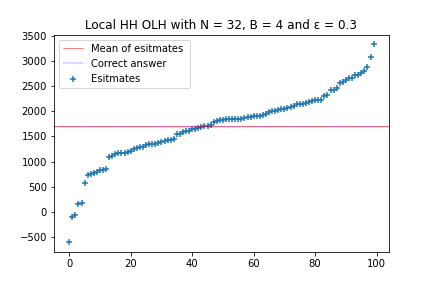 Local HH OLH with N = 32, B = 4 and ε = 0.3
Mean of esitmates
Correct answer
Esitmates
3500
3000
2500
2000
1500
1000
500
0
−500
0 20 40 60 80 100